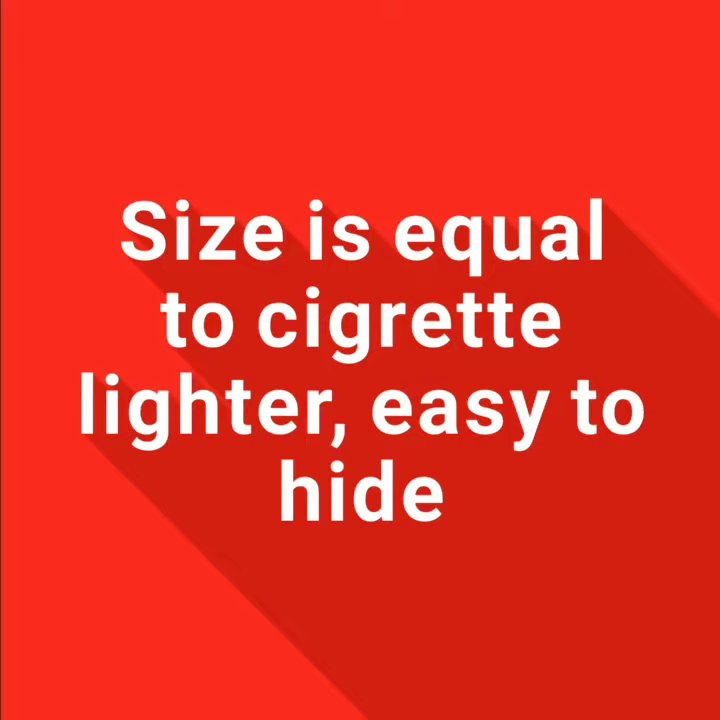 Size is equal
to cigrette
lighter, easy to
hide